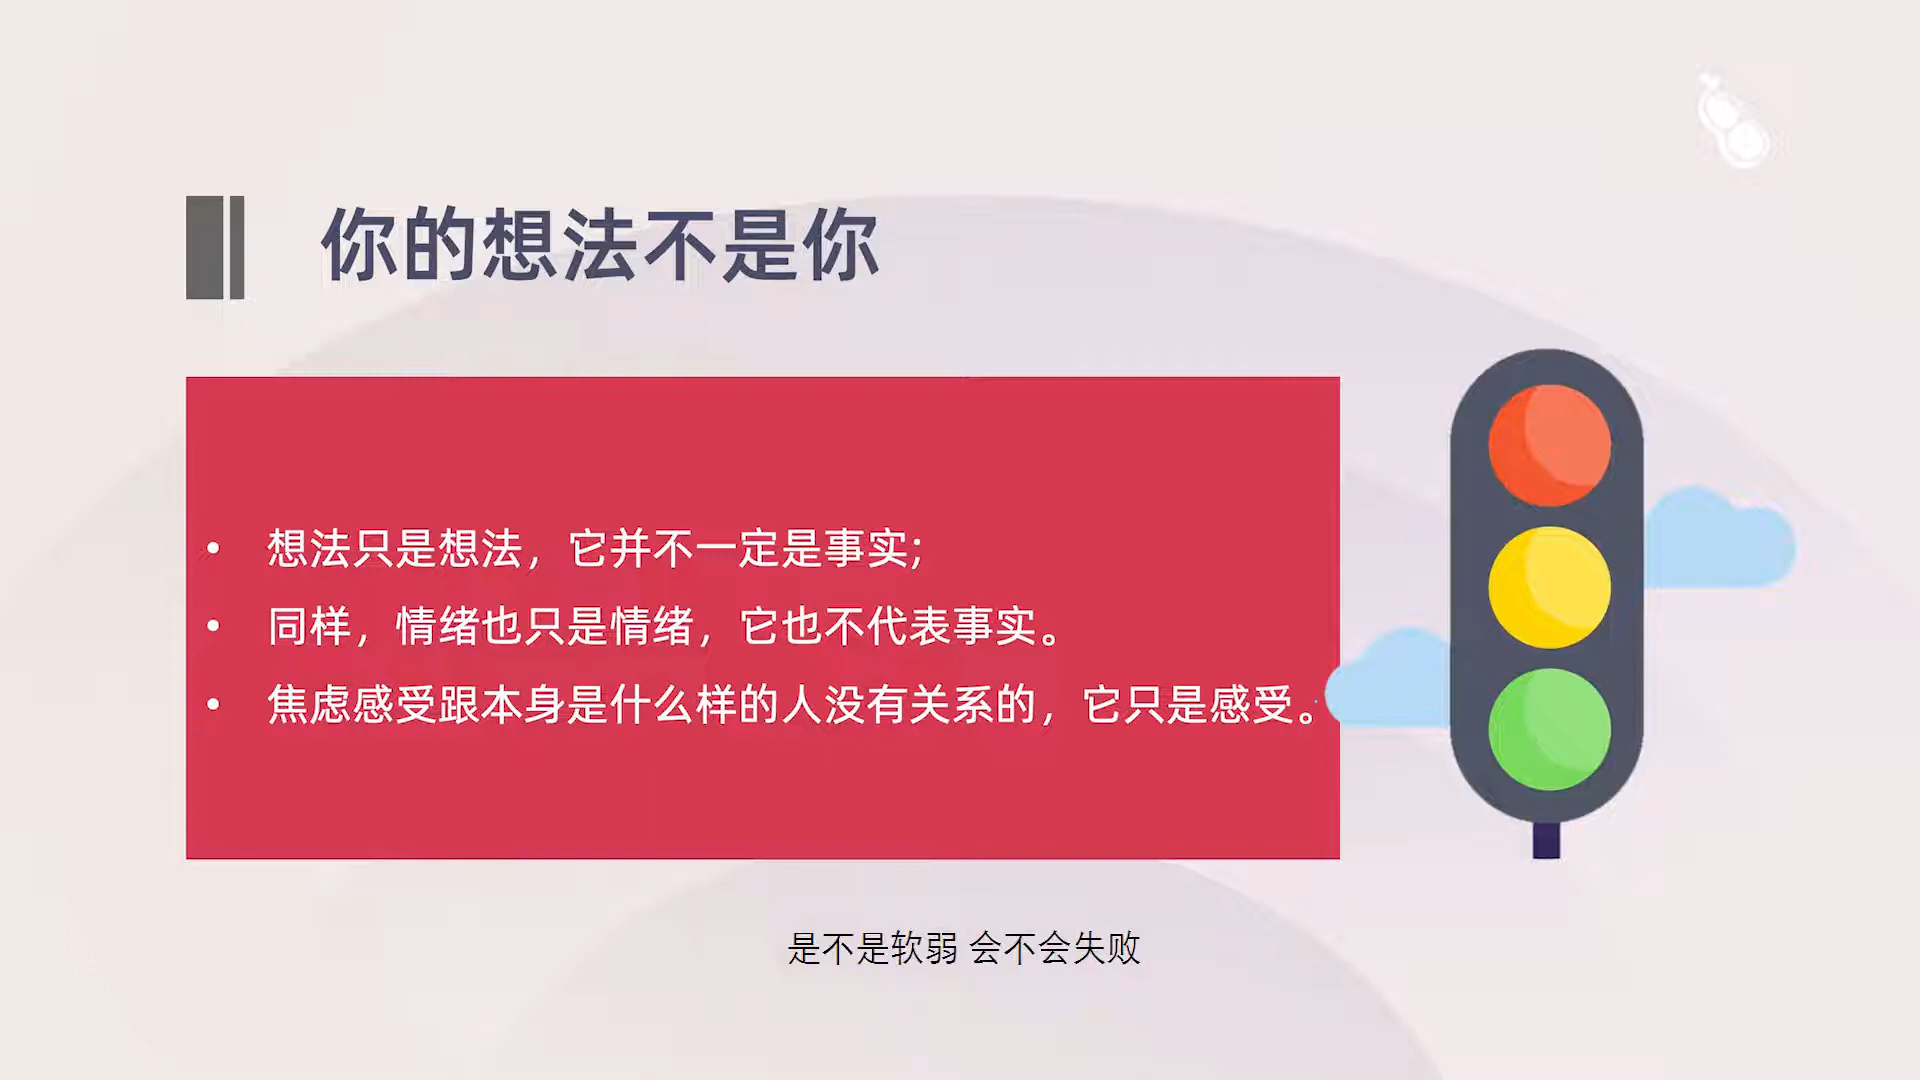 你的想法不是你
• 想法只是想法，它并不一定是事实；
• 同样，情绪也只是情绪，它也不代表事实。
• 焦虑感受跟本身是什么样的人没有关系的，它只是感受。
是不是软弱 会不会失败